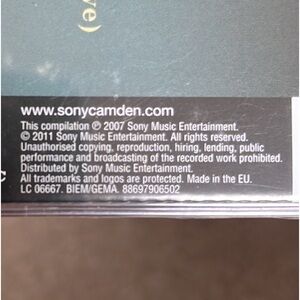 ve)
www.sonycamden.com
This compilation ℗ 2007 Sony Music Entertainment.
© 2011 Sony Music Entertainment. All rights reserved.
Unauthorised copying, reproduction, hiring, lending, public
performance and broadcasting of the recorded work prohibited.
Distributed by Sony Music Entertainment.
All trademarks and logos are protected. Made in the EU.
LC 06667. BIEM/GEMA. 88697906502